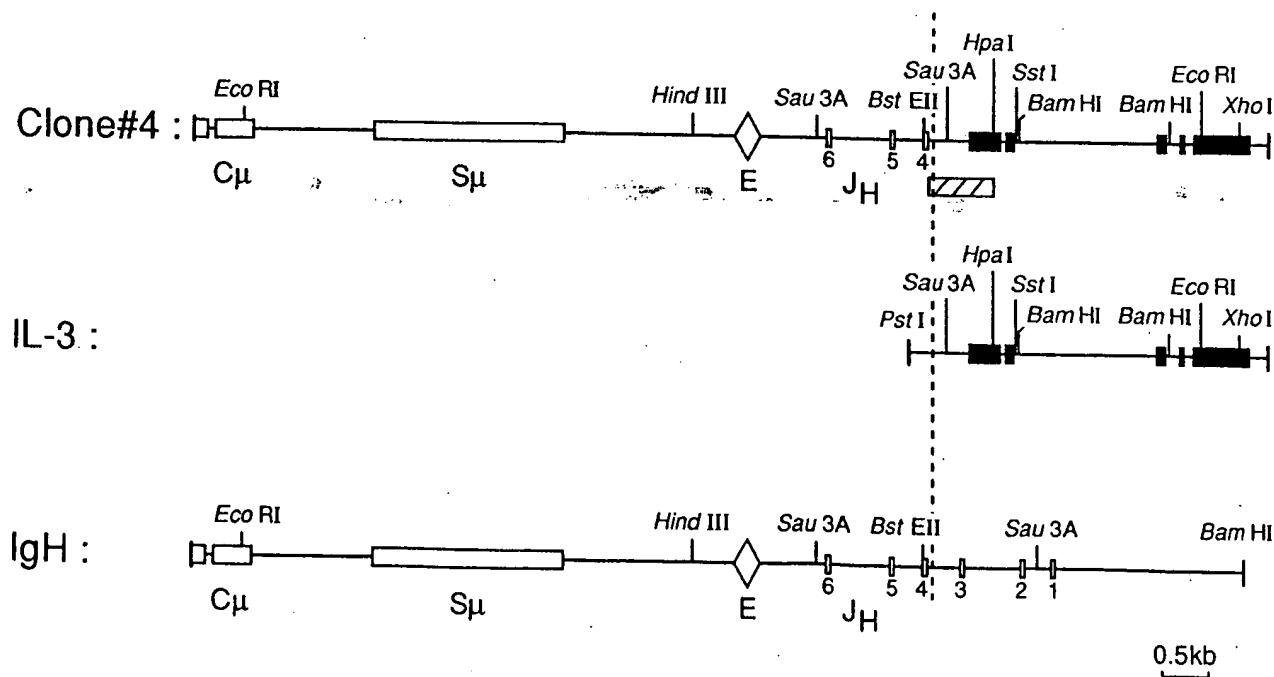 Clone#4 :
Eco RI
Hind III
Sau 3A
Bst EII
Sau 3A
Hpa I
Sst I
Bam HI
Bam HI
Eco RI
Xho I
Cμ
Sμ
E
6
5
4
JH
IL-3 :
Pst I
Sau 3A
Hpa I
Sst I
Bam HI
Bam HI
Eco RI
Xho I
IgH :
Eco RI
Hind III
Sau 3A
Bst EII
Sau 3A
Bam HI
Cμ
Sμ
E
6
5
4
3
2
1
JH
0.5kb